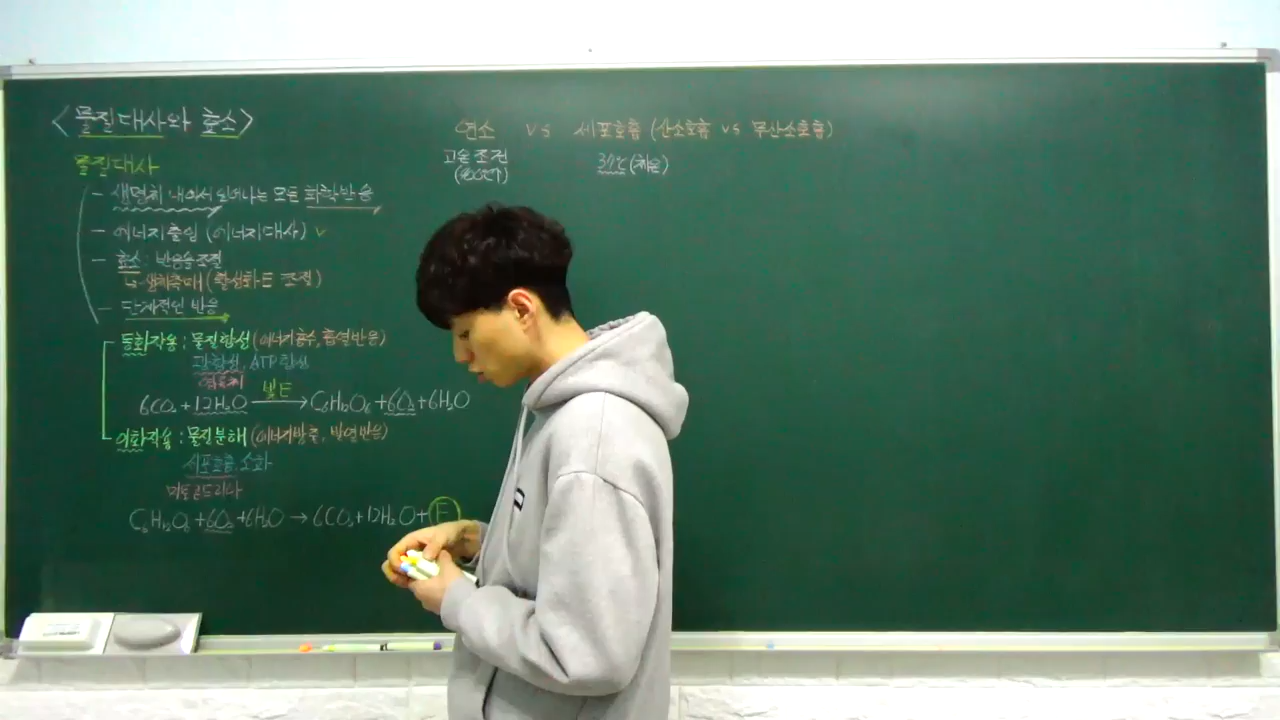 <물질대사와 효소>
물질대사
- 생명체 내에서 일어나는 모든 화학반응
- 에너지출입 (에너지대사) ✓
- 효소 : 반응속도조절
↳ 생체촉매 (활성화E 조절)
- 단계적인 반응
동화작용 : 물질합성 (에너지흡수, 흡열반응)
광합성, ATP합성
엽록체
6CO₂ + 12H₂O 빛E → C₆H₁₂O₆ + 6O₂ + 6H₂O
이화작용 : 물질분해 (에너지방출, 발열반응)
세포호흡, 소화
미토콘드리아
C₆H₁₂O₆ + 6O₂ + 6H₂O → 6CO₂ + 12H₂O + E
연소 vs 세포호흡 (산소호흡 vs 무산소호흡)
고온조전 37℃ (체온)